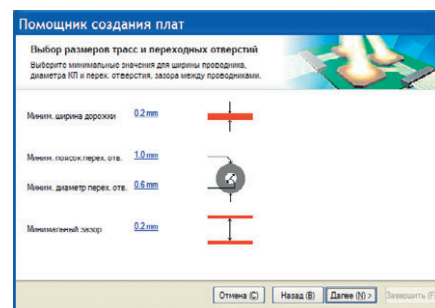 Помощник создания плат
Выбор размеров трасс и переходных отверстий
Выберите минимальные значения для ширины проводника,
диаметра КП и перех. отверстия, зазора между проводниками.
Миним. ширина дорожки 0.2 mm
Миним. поясок перех. отв. 1.0 mm
Миним. диаметр перех. отв. 0.6 mm
Минимальный зазор 0.2 mm
Отмена (C) Назад (B) Далее (N) > Завершить (F